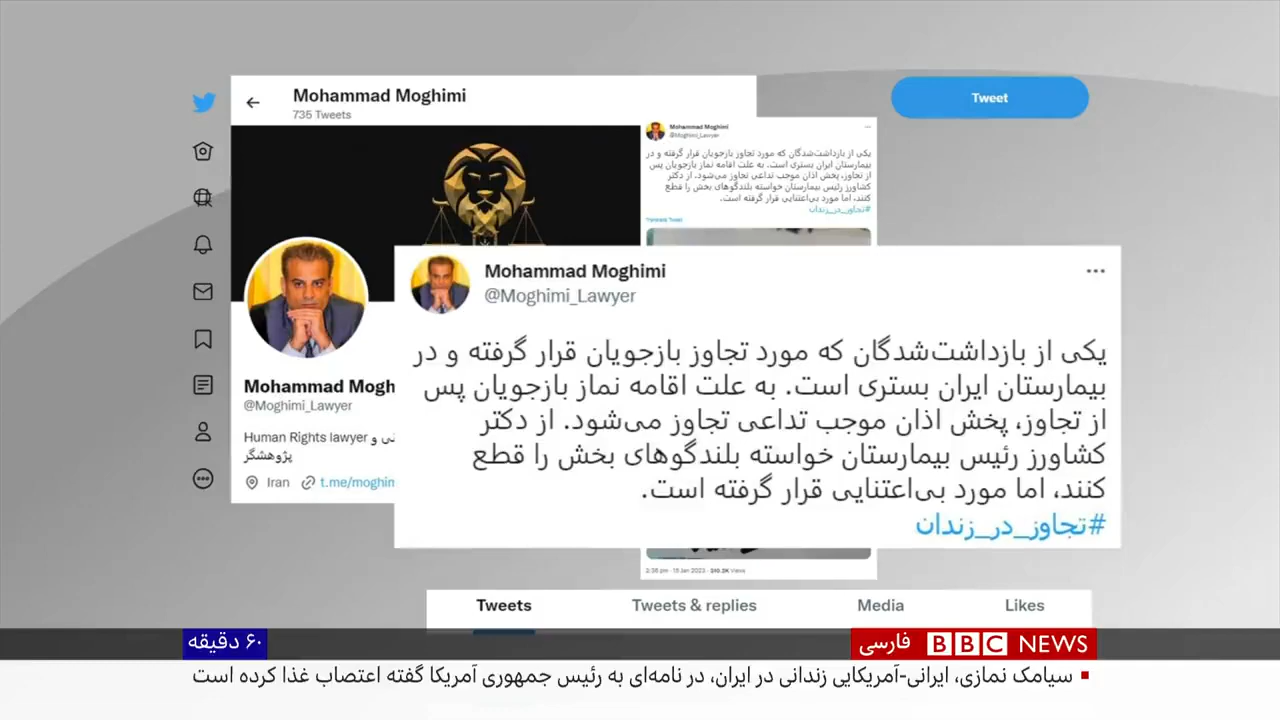 Mohammad Moghimi
735 Tweets
Tweet
Mohammad Moghimi
@Moghimi_Lawyer
یکی از بازداشت‌شدگان که مورد تجاوز بازجویان قرار گرفته و در
بیمارستان ایران بستری است. به علت اقامه نماز بازجویان پس
از تجاوز، پخش اذان موجب تداعی تجاوز می‌شود. از دکتر
کشاورز رئیس بیمارستان خواسته بلندگوهای بخش را قطع
کنند، اما مورد بی‌اعتنایی قرار گرفته است.
#تجاوز_در_زندان
Translate Tweet
Mohammad Moghimi
@Moghimi_Lawyer
یکی از بازداشت‌شدگان که مورد تجاوز بازجویان قرار گرفته و در
بیمارستان ایران بستری است. به علت اقامه نماز بازجویان پس
از تجاوز، پخش اذان موجب تداعی تجاوز می‌شود. از دکتر
کشاورز رئیس بیمارستان خواسته بلندگوهای بخش را قطع
کنند، اما مورد بی‌اعتنایی قرار گرفته است.
#تجاوز_در_زندان
Mohammad Mogh
@Moghimi_Lawyer
Human Rights lawyer و
پژوهشگر
Iran t.me/moghim
2:36 pm · 15 Jan 2023 · 310.3K Views
Tweets Tweets & replies Media Likes
۶۰ دقیقه
BBC NEWS فارسی
سیامک نمازی، ایرانی-آمریکایی زندانی در ایران، در نامه‌ای به رئیس جمهوری آمریکا گفته اعتصاب غذا کرده است